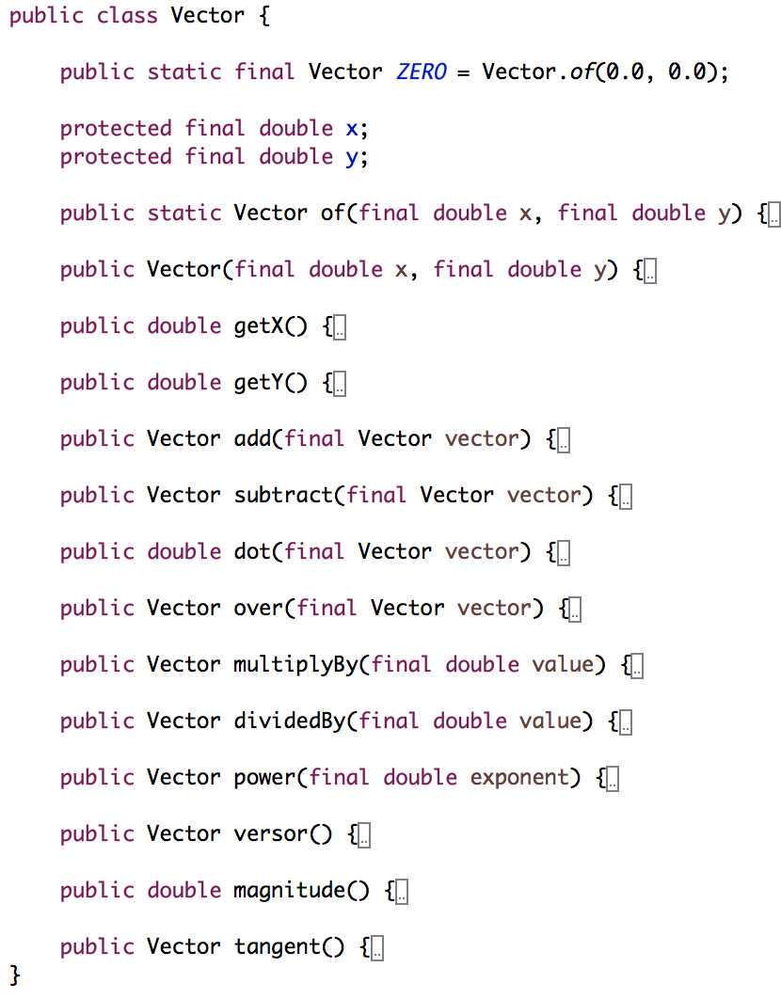 public class Vector {
public static final Vector ZERO = Vector.of(0.0, 0.0);
protected final double x;
protected final double y;
public static Vector of(final double x, final double y) {..
public Vector(final double x, final double y) {..
public double getX() {..
public double getY() {..
public Vector add(final Vector vector) {..
public Vector subtract(final Vector vector) {..
public double dot(final Vector vector) {..
public Vector over(final Vector vector) {..
public Vector multiplyBy(final double value) {..
public Vector dividedBy(final double value) {..
public Vector power(final double exponent) {..
public Vector versor() {..
public double magnitude() {..
public Vector tangent() {..
}